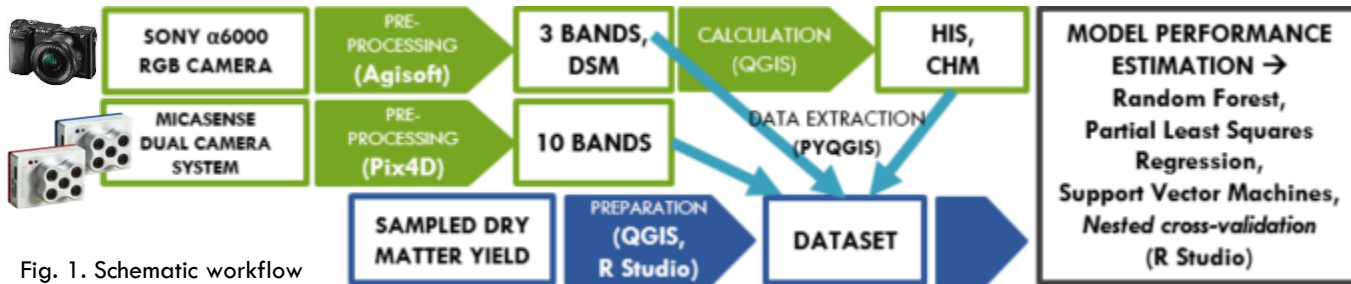 SONY α6000
RGB CAMERA
PRE-
PROCESSING
(Agisoft)
3 BANDS,
DSM
CALCULATION
(QGIS)
HIS,
CHM
MICASENSE
DUAL CAMERA
SYSTEM
PRE-
PROCESSING
(Pix4D)
10 BANDS
DATA EXTRACTION
(PYQGIS)
SAMPLED DRY
MATTER YIELD
PREPARATION
(QGIS,
R Studio)
DATASET
MODEL PERFORMANCE
ESTIMATION →
Random Forest,
Partial Least Squares
Regression,
Support Vector Machines,
Nested cross-validation
(R Studio)
Fig. 1. Schematic workflow